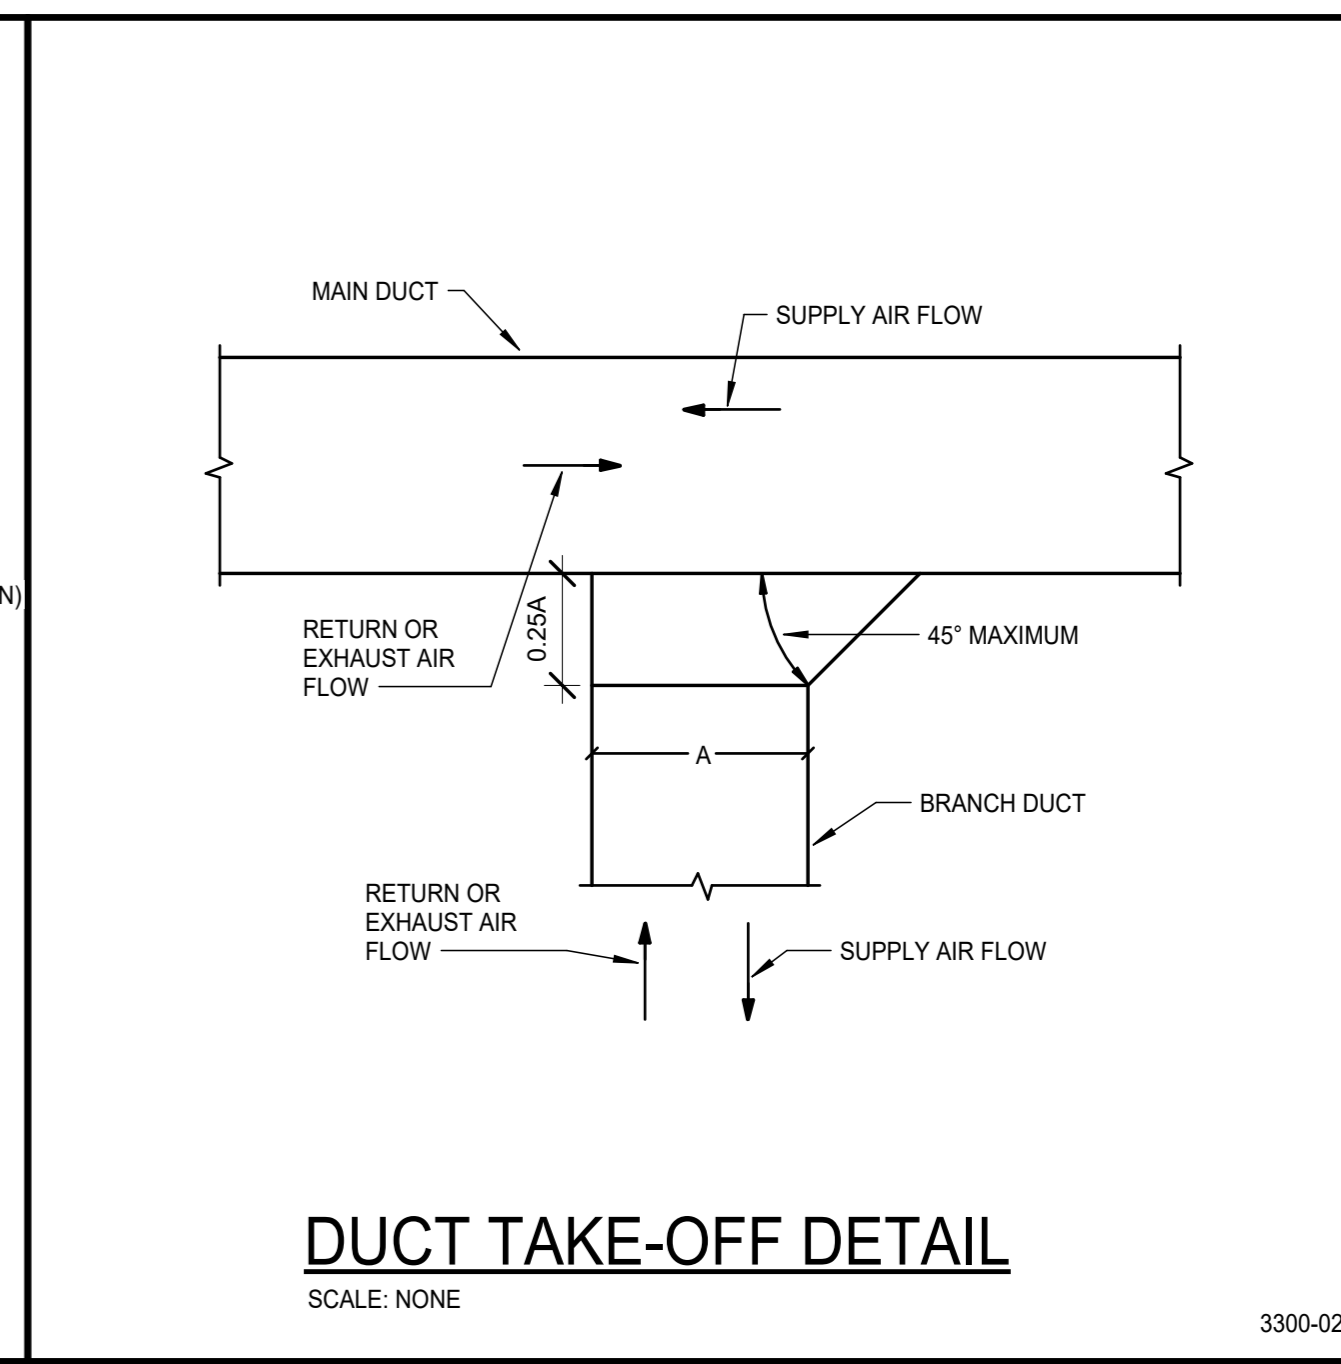 MAIN DUCT
SUPPLY AIR FLOW
N)
RETURN OR
EXHAUST AIR
FLOW
0.25A
45° MAXIMUM
A
BRANCH DUCT
RETURN OR
EXHAUST AIR
FLOW
SUPPLY AIR FLOW
DUCT TAKE-OFF DETAIL
SCALE: NONE
3300-02